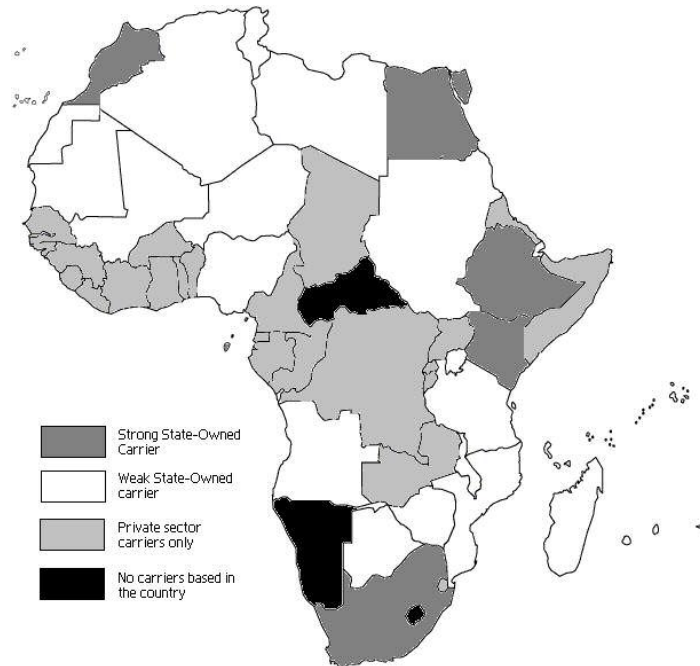 Strong State-Owned
Carrier
Weak State-Owned
carrier
Private sector
carriers only
No carriers based in
the country